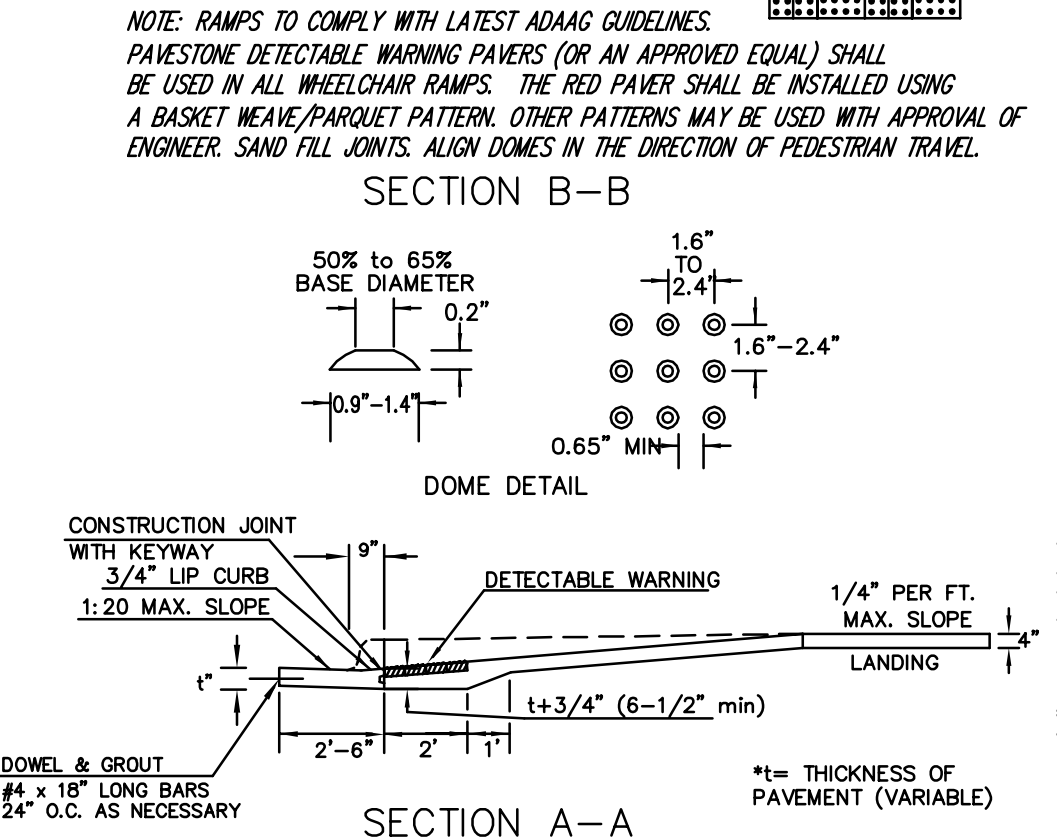 NOTE: RAMPS TO COMPLY WITH LATEST ADAAG GUIDELINES.
PAVESTONE DETECTABLE WARNING PAVERS (OR AN APPROVED EQUAL) SHALL
BE USED IN ALL WHEELCHAIR RAMPS. THE RED PAVER SHALL BE INSTALLED USING
A BASKET WEAVE/PARQUET PATTERN. OTHER PATTERNS MAY BE USED WITH APPROVAL OF
ENGINEER. SAND FILL JOINTS. ALIGN DOMES IN THE DIRECTION OF PEDESTRIAN TRAVEL.
SECTION B-B
50% to 65%
BASE DIAMETER
0.2"
0.9"-1.4"
1.6"
TO
2.4'
1.6"-2.4"
0.65" MIN
DOME DETAIL
CONSTRUCTION JOINT
WITH KEYWAY
3/4" LIP CURB
1:20 MAX. SLOPE
9"
DETECTABLE WARNING
1/4" PER FT.
MAX. SLOPE
4"
LANDING
t"
t+3/4" (6-1/2" min)
2'-6"
2'
1'
DOWEL & GROUT
#4 x 18" LONG BARS
24" O.C. AS NECESSARY
*t= THICKNESS OF
PAVEMENT (VARIABLE)
SECTION A-A